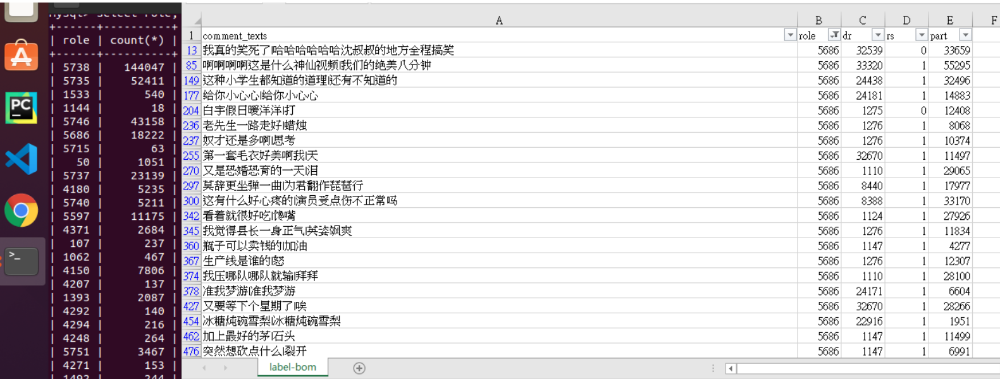 mysql> select role,
+------+----------+
| role | count(*) |
+------+----------+
| 5738 | 144047 |
| 5735 | 52411 |
| 1533 | 540 |
| 1144 | 18 |
| 5746 | 43158 |
| 5686 | 18222 |
| 5715 | 63 |
| 50 | 1051 |
| 5737 | 23139 |
| 4180 | 5235 |
| 5740 | 5211 |
| 5597 | 11175 |
| 4371 | 2684 |
| 107 | 237 |
| 1062 | 467 |
| 4150 | 7806 |
| 4207 | 137 |
| 1393 | 2087 |
| 4292 | 140 |
| 4294 | 216 |
| 4248 | 264 |
| 5751 | 3467 |
| 4271 | 153 |
| 1492 | 244 |
PC
>_
A B C D E F
1 comment_texts role dr rs part
13 我真的笑死了|哈哈哈哈哈哈沈叔叔的地方全程搞笑 5686 32539 0 33659
85 啊啊啊啊这是什么神仙视频|我们的绝美八分钟 5686 33320 1 55295
149 这种小学生都知道的道理|还有不知道的 5686 24438 1 32496
177 给你小心心|给你小心心 5686 24181 1 14883
204 白宇假日暖洋洋|打 5686 1275 0 12408
236 老先生一路走好|蜡烛 5686 1276 1 8068
237 奴才还是多啊|思考 5686 1276 1 10374
255 第一套毛衣好美啊我|天 5686 32670 1 11497
270 又是恐婚恐育的一天|泪 5686 1110 1 29065
297 莫辞更坐弹一曲|为君翻作琵琶行 5686 8440 1 17977
300 这有什么好心疼的|演员受点伤不正常吗 5686 8388 1 33170
342 看着就很好吃|馋嘴 5686 1124 1 27926
345 我觉得县长一身正气|英姿飒爽 5686 1276 1 11834
360 瓶子可以卖钱的|加油 5686 1147 1 4277
367 生产线是谁的|怒 5686 1276 1 12307
374 我压哪队哪队就输|拜拜 5686 1110 1 28100
378 准我梦游|准我梦游 5686 24171 1 6604
427 又要等下个星期了|唉 5686 32670 1 28266
454 冰糖炖碗雪梨|冰糖炖碗雪梨 5686 22916 1 1951
462 加上最好的茅|石头 5686 1147 1 11499
476 突然想砍点什么|裂开 5686 1147 1 6991
label-bom